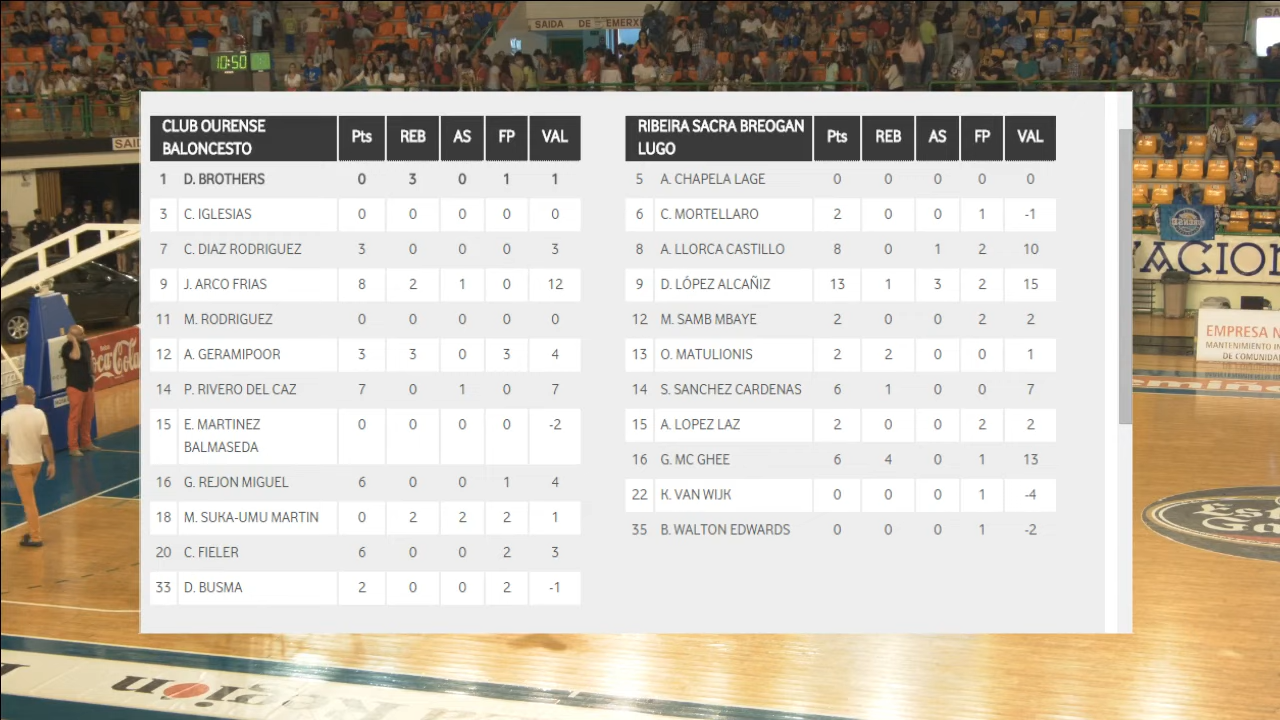 SAIDA DE EMERXE
10:50
SAI
CLUB OURENSE
BALONCESTO
Pts REB AS FP VAL
1 D. BROTHERS 0 3 0 1 1
3 C. IGLESIAS 0 0 0 0 0
7 C. DIAZ RODRIGUEZ 3 0 0 0 3
9 J. ARCO FRIAS 8 2 1 0 12
11 M. RODRIGUEZ 0 0 0 0 0
12 A. GERAMIPOOR 3 3 0 3 4
14 P. RIVERO DEL CAZ 7 0 1 0 7
15 E. MARTINEZ
BALMASEDA 0 0 0 0 -2
16 G. REJON MIGUEL 6 0 0 1 4
18 M. SUKA-UMU MARTIN 0 2 2 2 1
20 C. FIELER 6 0 0 2 3
33 D. BUSMA 2 0 0 2 -1
RIBEIRA SACRA BREOGAN
LUGO
Pts REB AS FP VAL
5 A. CHAPELA LAGE 0 0 0 0 0
6 C. MORTELLARO 2 0 0 1 -1
8 A. LLORCA CASTILLO 8 0 1 2 10
9 D. LÓPEZ ALCAÑIZ 13 1 3 2 15
12 M. SAMB MBAYE 2 0 0 2 2
13 O. MATULIONIS 2 2 0 0 1
14 S. SANCHEZ CARDENAS 6 1 0 0 7
15 A. LOPEZ LAZ 2 0 0 2 2
16 G. MC GHEE 6 4 0 1 13
22 K. VAN WIJK 0 0 0 1 -4
35 B. WALTON EDWARDS 0 0 0 1 -2
VACION
Coca-Cola
EMPRESA N
MANTENIMIENTO IN
DE COMUNIDA
Región